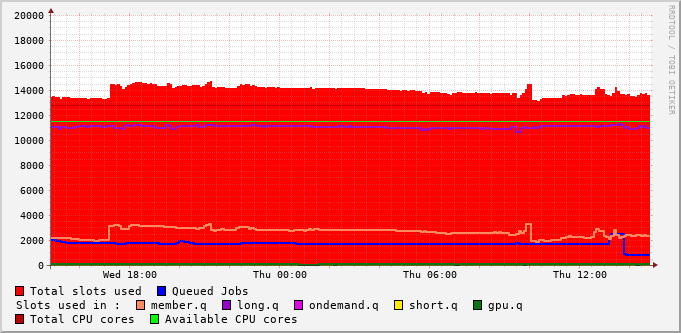 20000
18000
16000
14000
12000
10000
8000
6000
4000
2000
0
Wed 18:00 Thu 00:00 Thu 06:00 Thu 12:00
Total slots used Queued Jobs
Slots used in : member.q long.q ondemand.q short.q gpu.q
Total CPU cores Available CPU cores
RRDTOOL / TOBI OETIKER